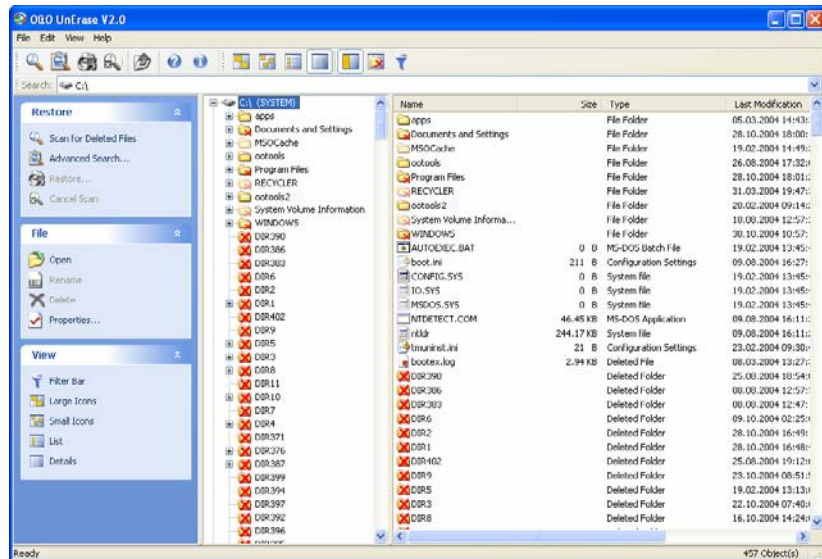 O&O UnErase V2.0
File Edit View Help
Search: C:\
Restore
Scan for Deleted Files
Advanced Search...
Restore...
Cancel Scan
File
Open
Rename
Delete
Properties...
View
Filter Bar
Large Icons
Small Icons
List
Details
C:\ (SYSTEM)
apps
Documents and Settings
MSOCache
ootools
Program Files
RECYCLER
ootools2
System Volume Information
WINDOWS
DIR390
DIR386
DIR383
DIR6
DIR2
DIR1
DIR402
DIR9
DIR5
DIR3
DIR8
DIR11
DIR10
DIR7
DIR4
DIR371
DIR376
DIR387
DIR399
DIR394
DIR397
DIR392
DIR396
Name Size Type Last Modification
apps File Folder 05.03.2004 14:43:
Documents and Settings File Folder 28.10.2004 18:00:
MSOCache File Folder 19.02.2004 14:49:
ootools File Folder 26.08.2004 17:32:
Program Files File Folder 28.10.2004 18:01:
RECYCLER File Folder 31.03.2004 19:47:
ootools2 File Folder 20.02.2004 09:14:
System Volume Informa... File Folder 10.08.2004 12:57:
WINDOWS File Folder 30.10.2004 10:57:
AUTOEXEC.BAT 0 B MS-DOS Batch File 19.02.2004 13:45:
boot.ini 211 B Configuration Settings 09.08.2004 16:27:
CONFIG.SYS 0 B System file 19.02.2004 13:45:
IO.SYS 0 B System file 19.02.2004 13:45:
MSDOS.SYS 0 B System file 19.02.2004 13:45:
NTDETECT.COM 46.45 KB MS-DOS Application 09.08.2004 16:11:
ntldr 244.17 KB System file 09.08.2004 16:11:
tmuninst.ini 21 B Configuration Settings 23.02.2004 09:30:
bootex.log 2.94 KB Deleted File 08.03.2004 13:27:
DIR390 Deleted Folder 25.08.2004 18:54:
DIR386 Deleted Folder 08.08.2004 12:57:
DIR383 Deleted Folder 08.08.2004 12:47:
DIR6 Deleted Folder 09.10.2004 02:25:
DIR2 Deleted Folder 28.10.2004 16:49:
DIR1 Deleted Folder 28.10.2004 16:48:
DIR402 Deleted Folder 25.08.2004 19:12:
DIR9 Deleted Folder 23.10.2004 08:51:
DIR5 Deleted Folder 19.02.2004 13:13:
DIR3 Deleted Folder 22.10.2004 07:40:
DIR8 Deleted Folder 16.10.2004 14:24:
Ready 457 Object(s)